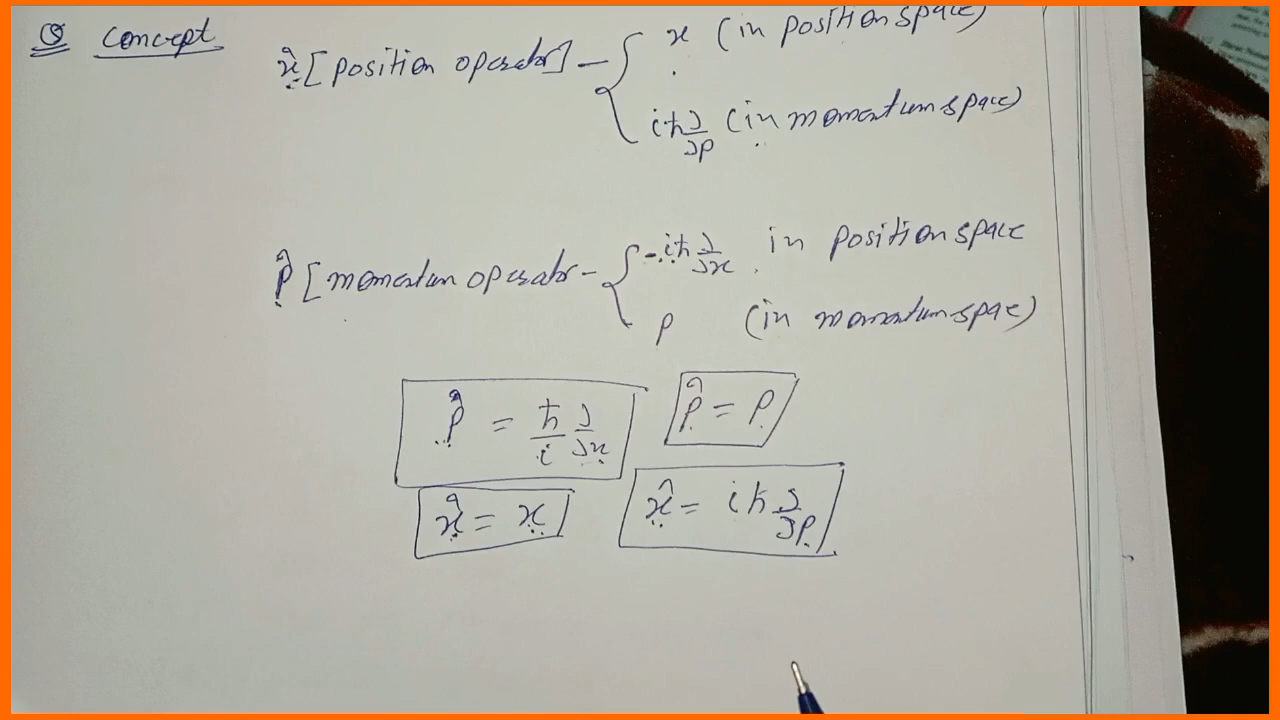 Q Concept
x̂ [position operator] – { x (in position space)
iħ ∂/∂p (in momentum space)
p̂ [momentum operator – { -iħ ∂/∂x in position space
p (in momentum space)
p̂ = ħ/i ∂/∂x p̂ = p
x̂ = x x̂ = iħ ∂/∂p